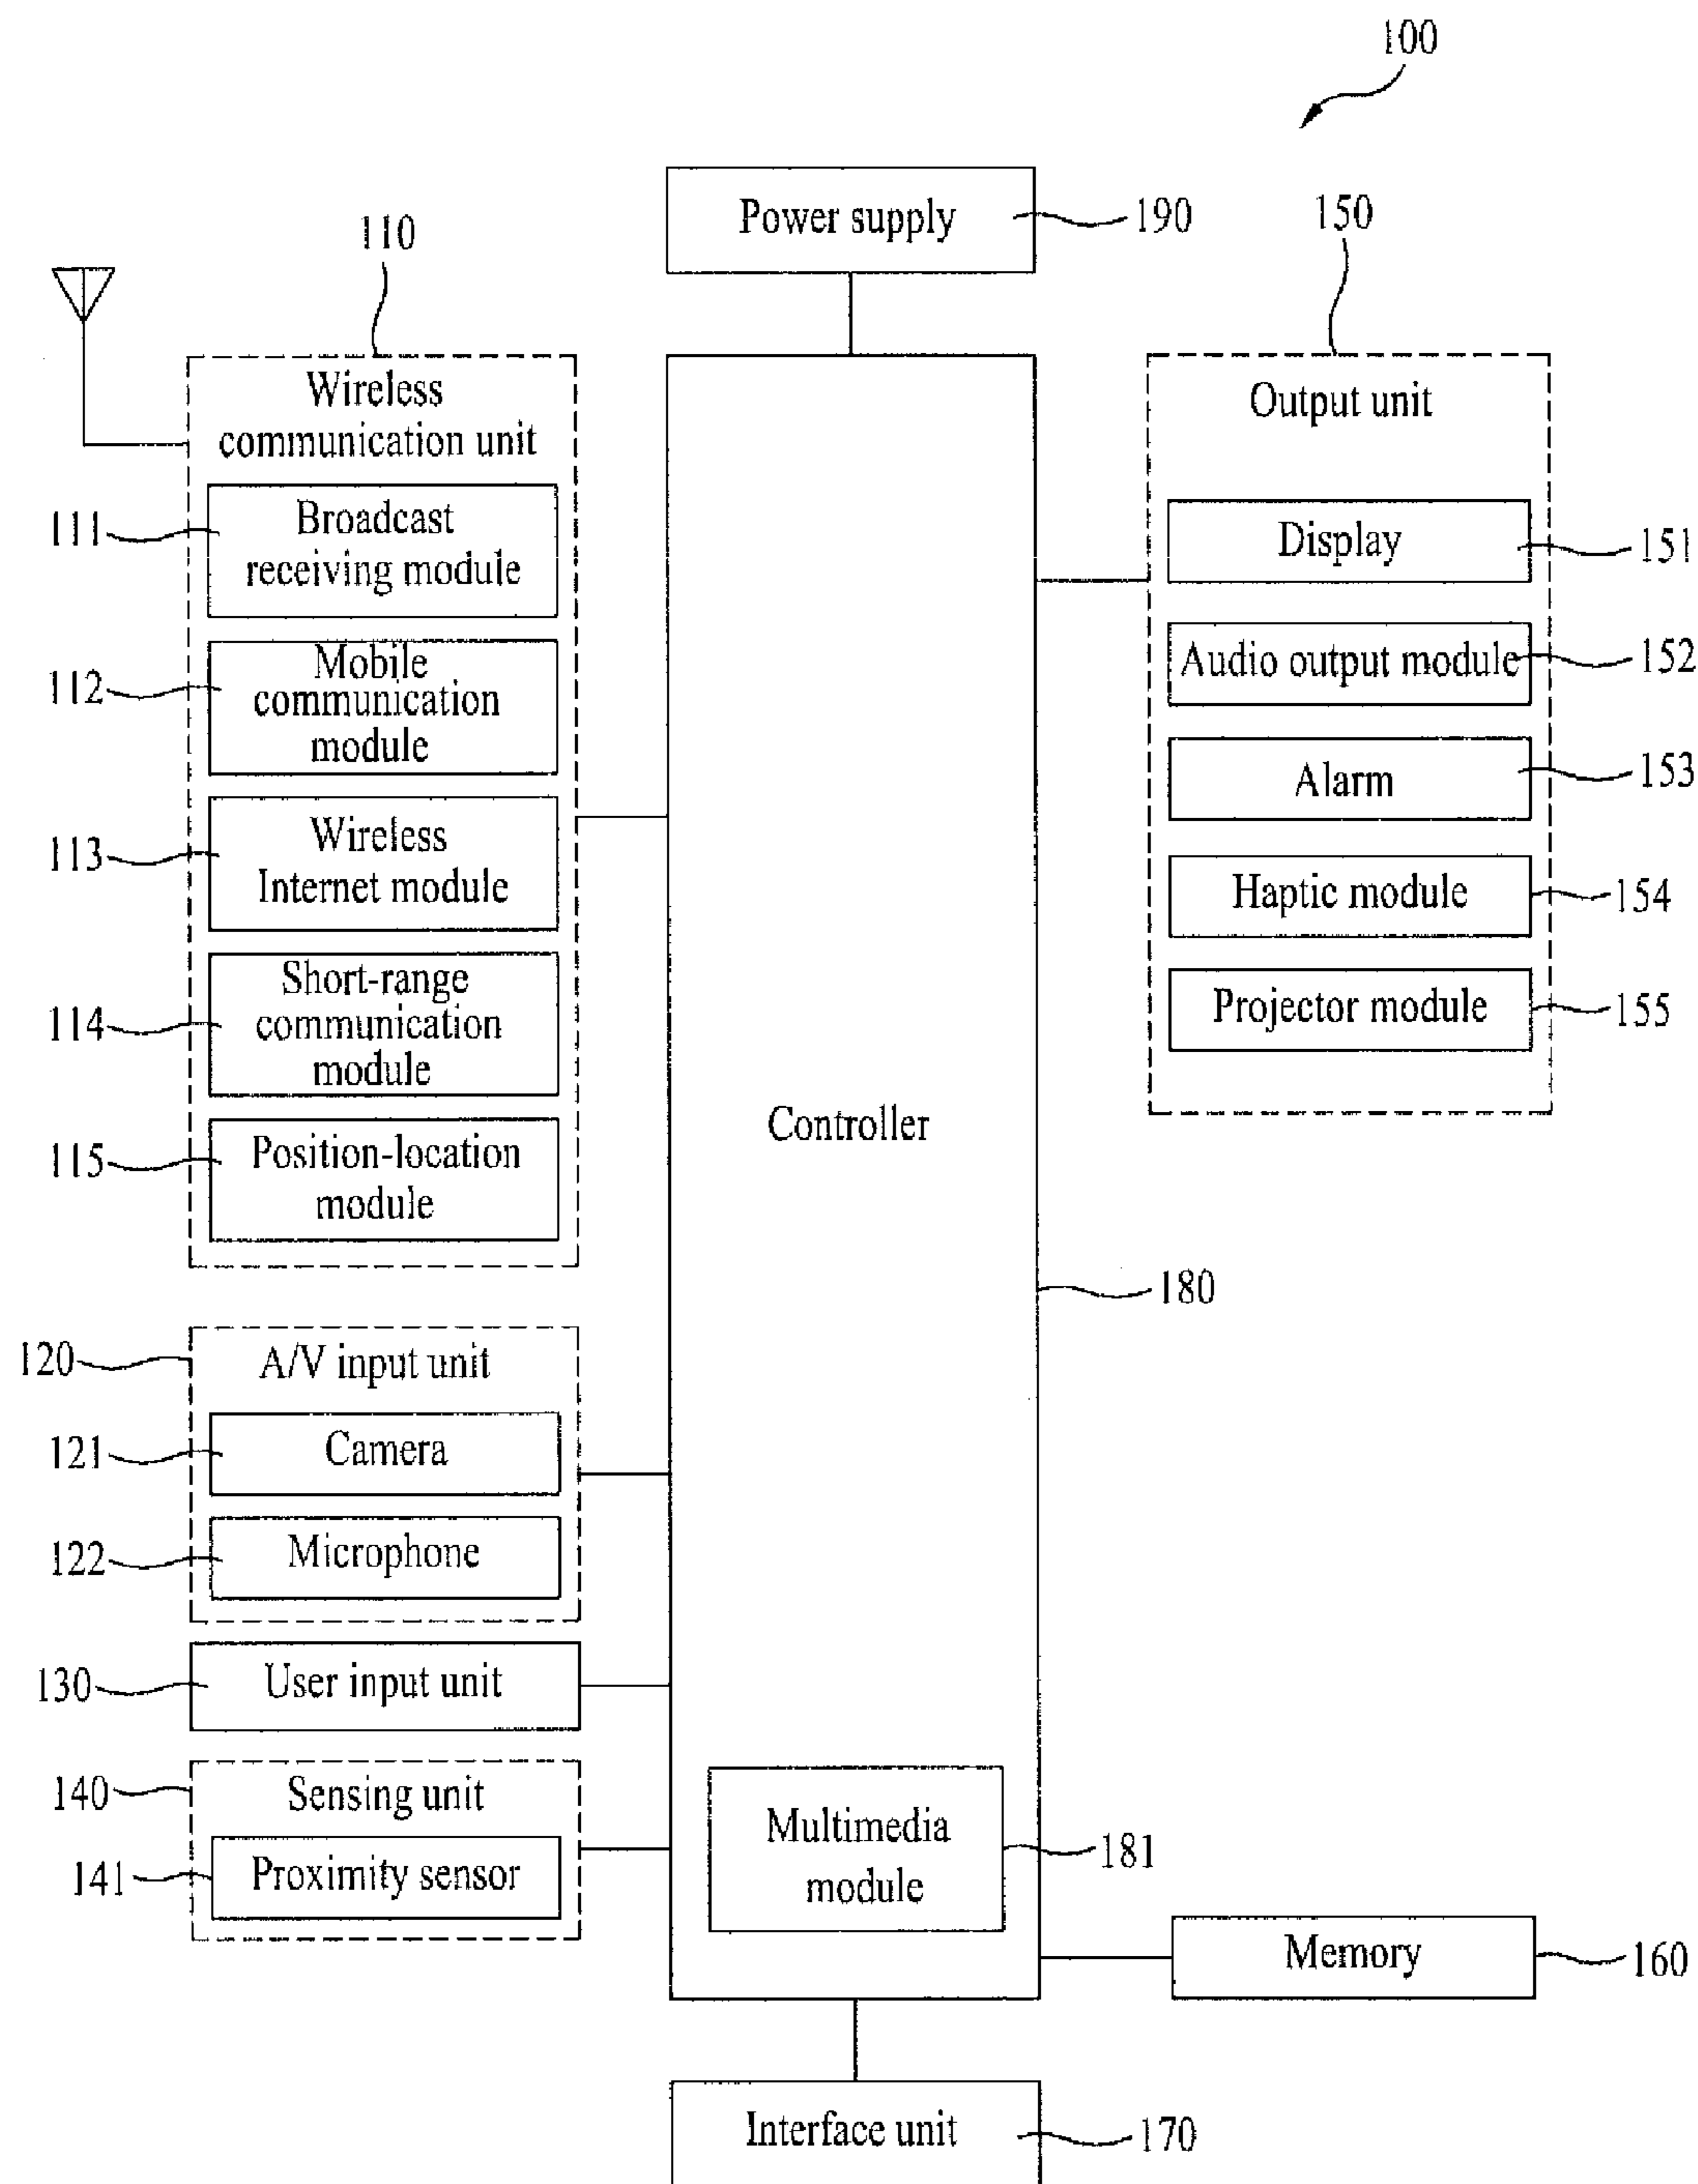 100
Power supply
190
110
150
Wireless
communication unit
111
Broadcast
receiving module
112
Mobile
communication
module
113
Wireless
Internet module
114
Short-range
communication
module
115
Position-location
module
Output unit
Display
151
Audio output module
152
Alarm
153
Haptic module
154
Projector module
155
Controller
180
120
A/V input unit
121
Camera
122
Microphone
130
User input unit
140
Sensing unit
141
Proximity sensor
Multimedia
module
181
Memory
160
Interface unit
170